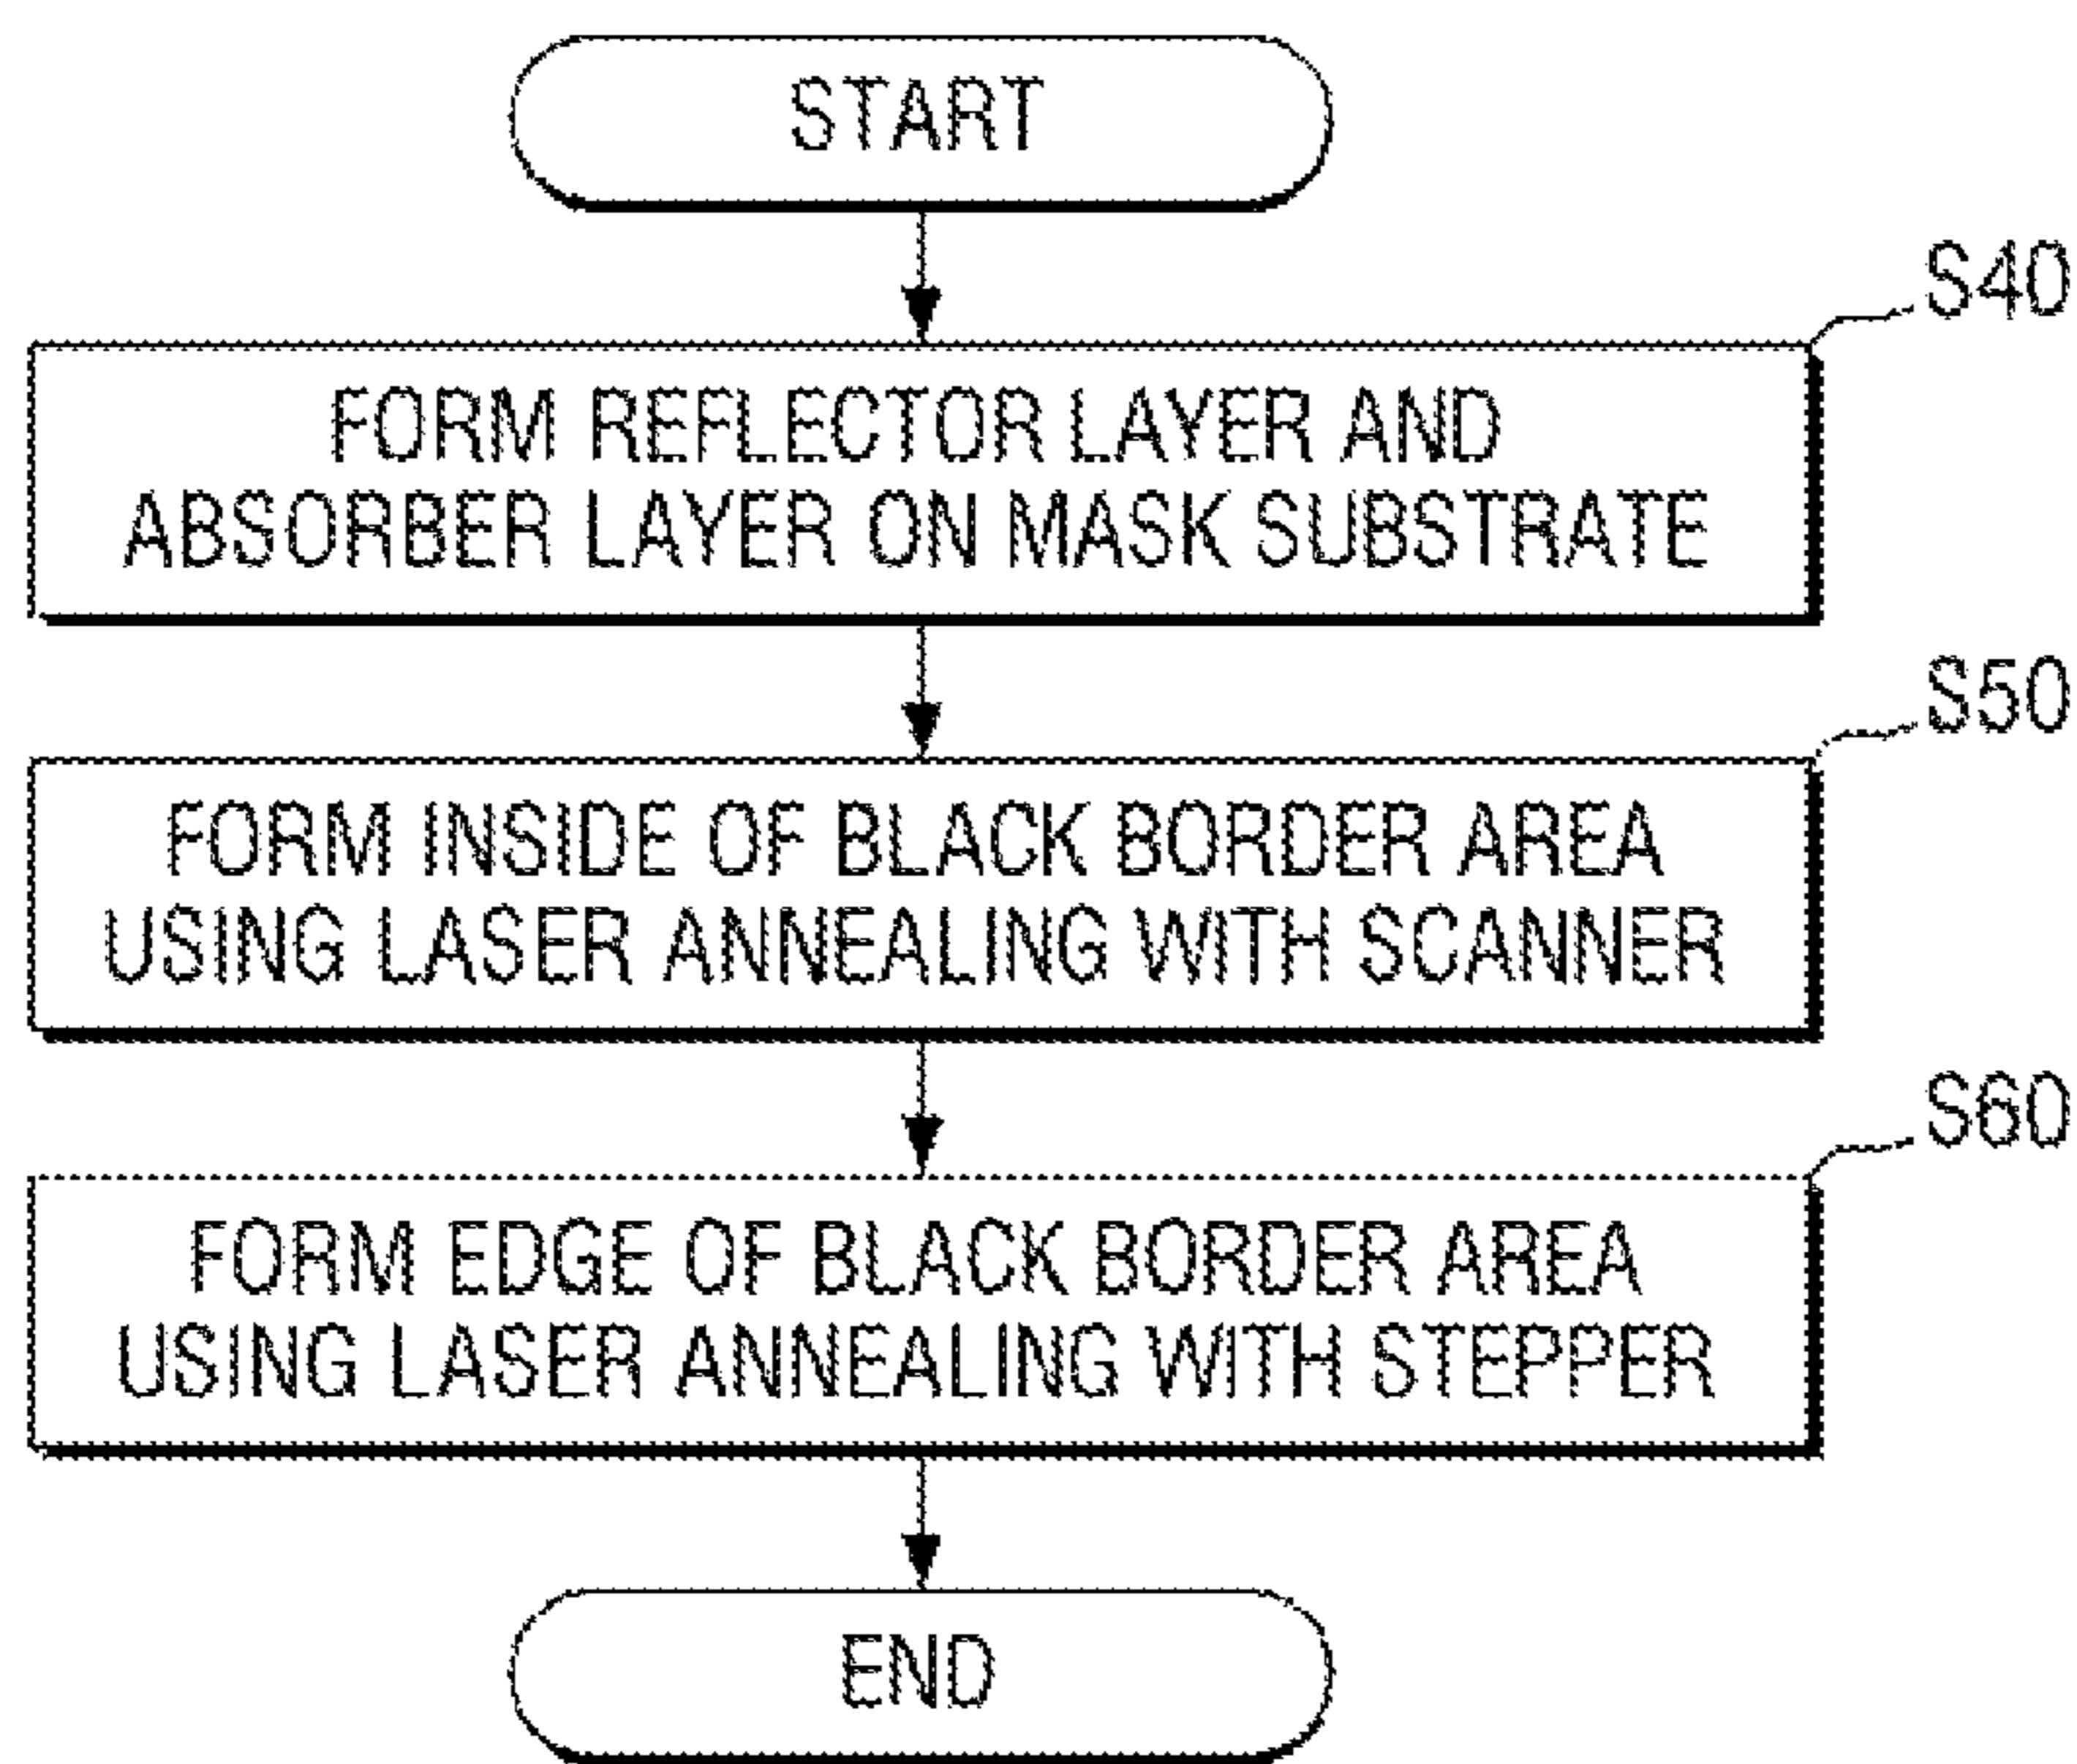 START
S40
FORM REFLECTOR LAYER AND
ABSORBER LAYER ON MASK SUBSTRATE
S50
FORM INSIDE OF BLACK BORDER AREA
USING LASER ANNEALING WITH SCANNER
S60
FORM EDGE OF BLACK BORDER AREA
USING LASER ANNEALING WITH STEPPER
END